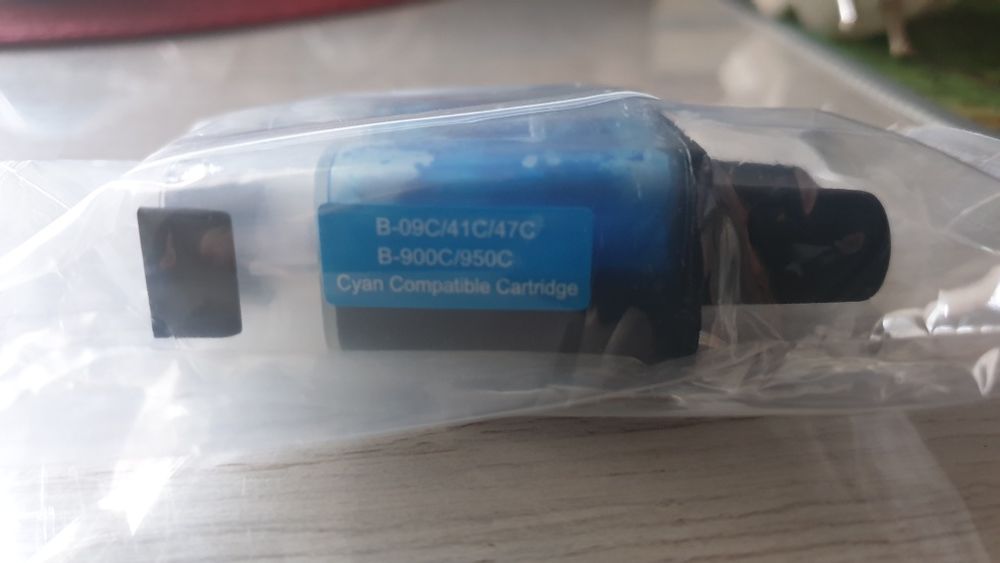 B-09C/41C/47C
B-900C/950C
Cyan Compatible Cartridge